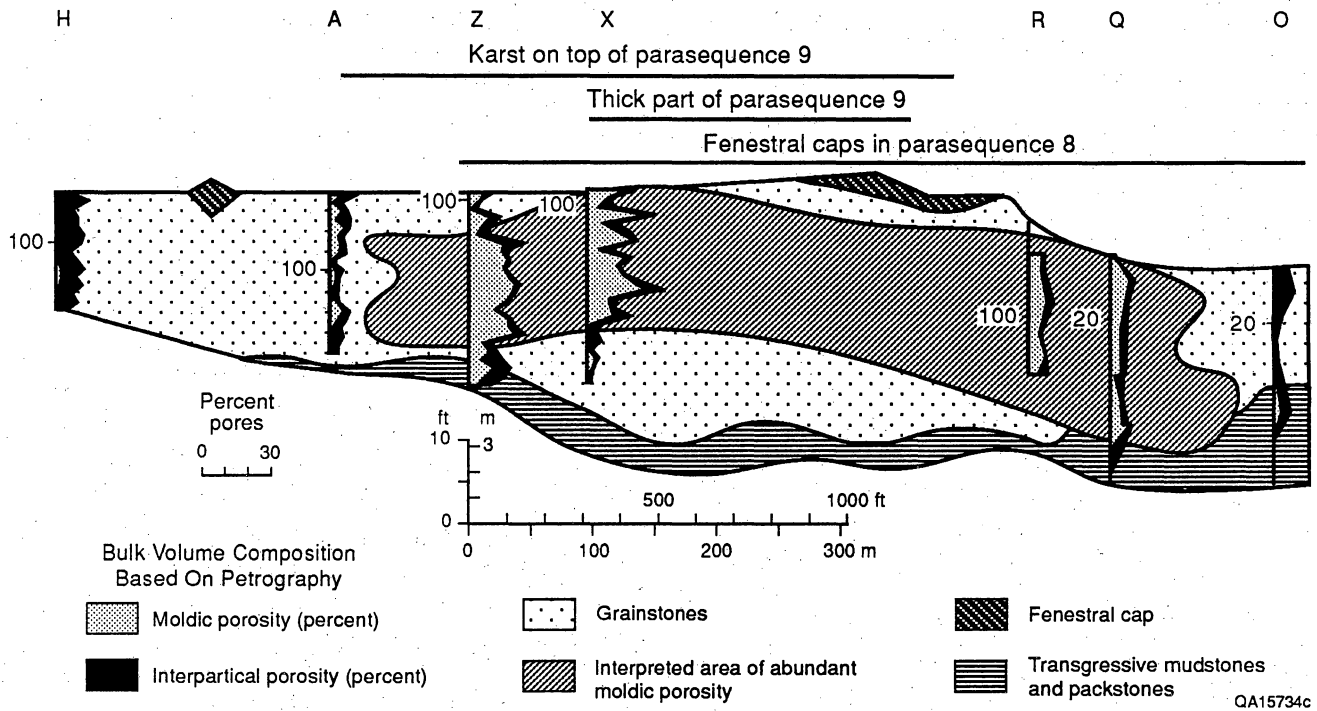 H A Z X R Q O
Karst on top of parasequence 9
Thick part of parasequence 9
Fenestral caps in parasequence 8
100
100
100
100
100
20
20
Percent
pores
0 30
ft m
10 3
0
500 1000 ft
0 100 200 300 m
Bulk Volume Composition
Based On Petrography
Moldic porosity (percent)
Interpartical porosity (percent)
Grainstones
Interpreted area of abundant
moldic porosity
Fenestral cap
Transgressive mudstones
and packstones
QA15734c